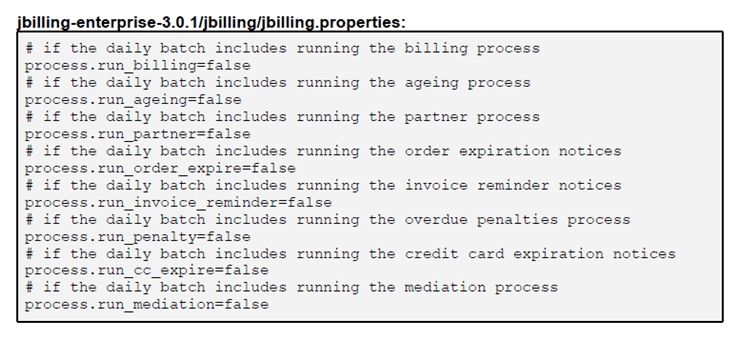 jbilling-enterprise-3.0.1/jbilling/jbilling.properties:
# if the daily batch includes running the billing process
process.run_billing=false
# if the daily batch includes running the ageing process
process.run_ageing=false
# if the daily batch includes running the partner process
process.run_partner=false
# if the daily batch includes running the order expiration notices
process.run_order_expire=false
# if the daily batch includes running the invoice reminder notices
process.run_invoice_reminder=false
# if the daily batch includes running the overdue penalties process
process.run_penalty=false
# if the daily batch includes running the credit card expiration notices
process.run_cc_expire=false
# if the daily batch includes running the mediation process
process.run_mediation=false